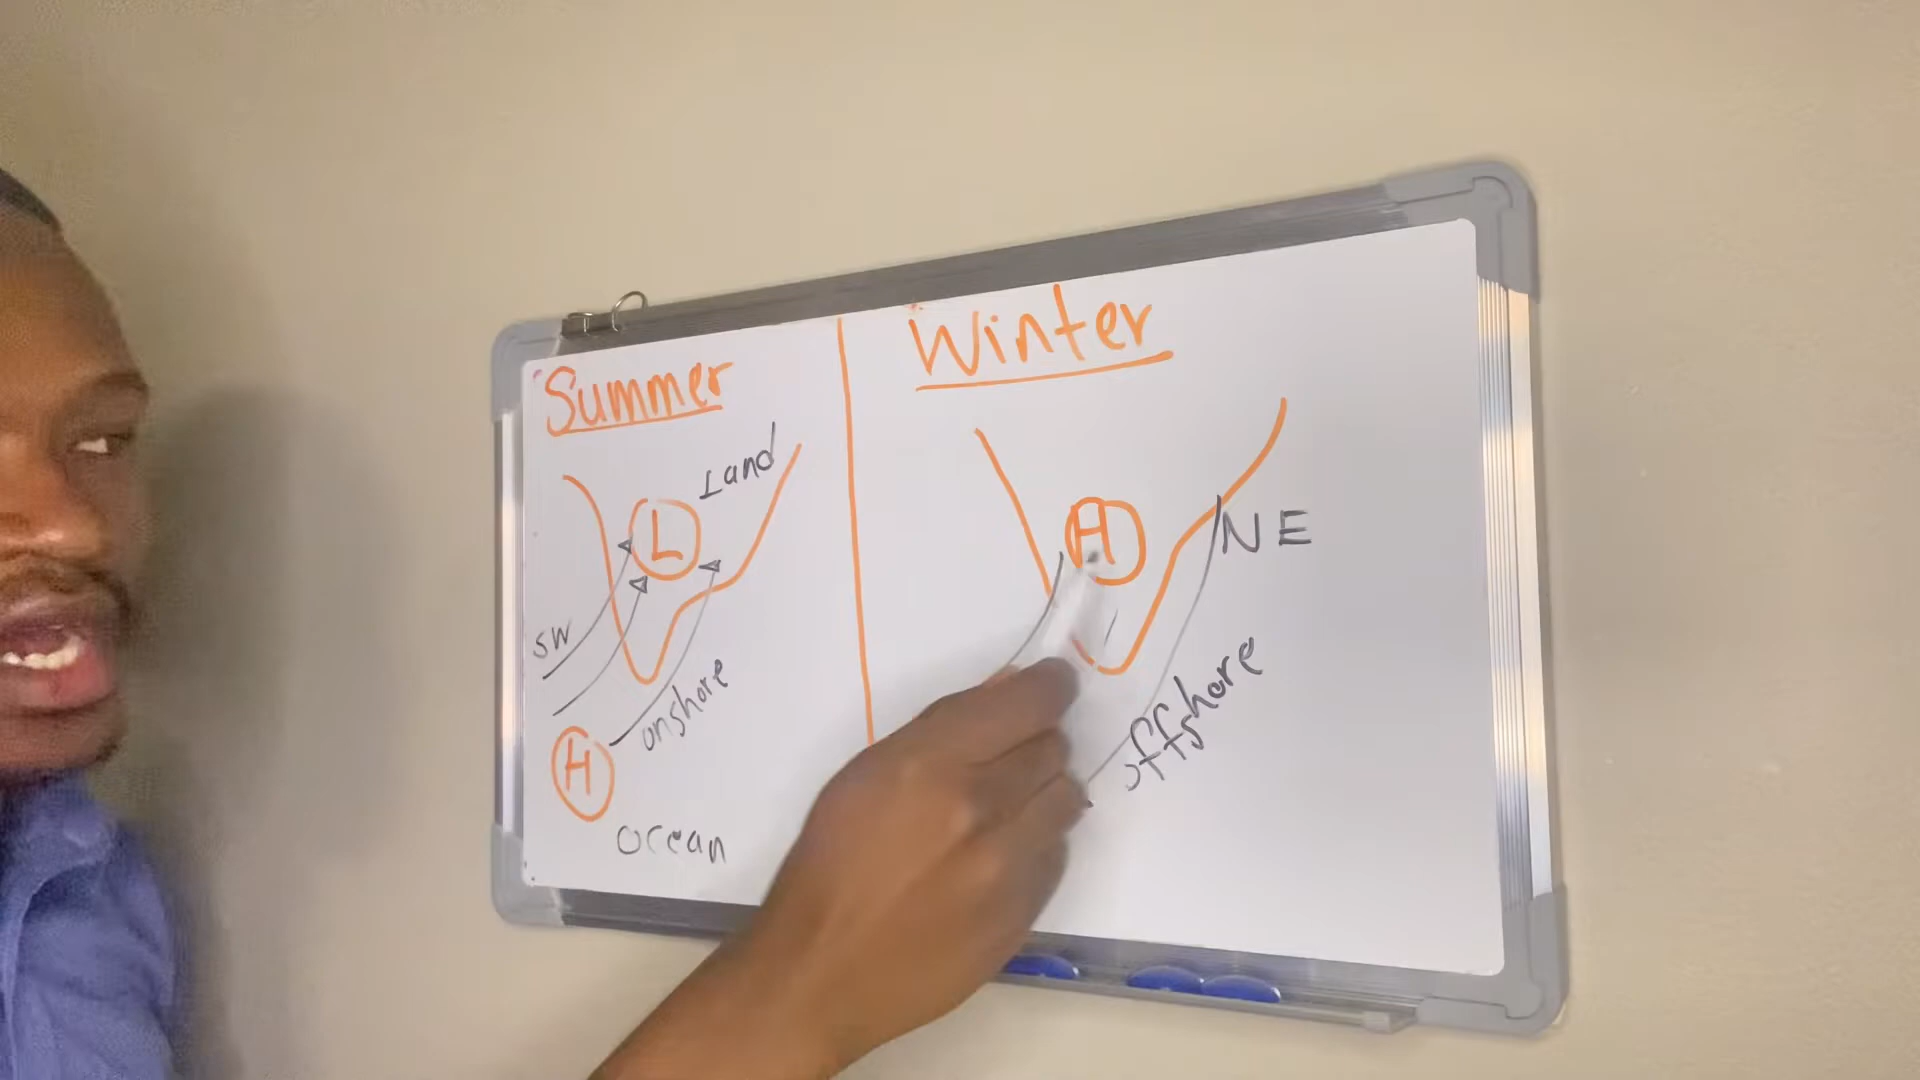 Summer
Land
L
SW
onshore
H
ocean
Winter
H
NE
offshore